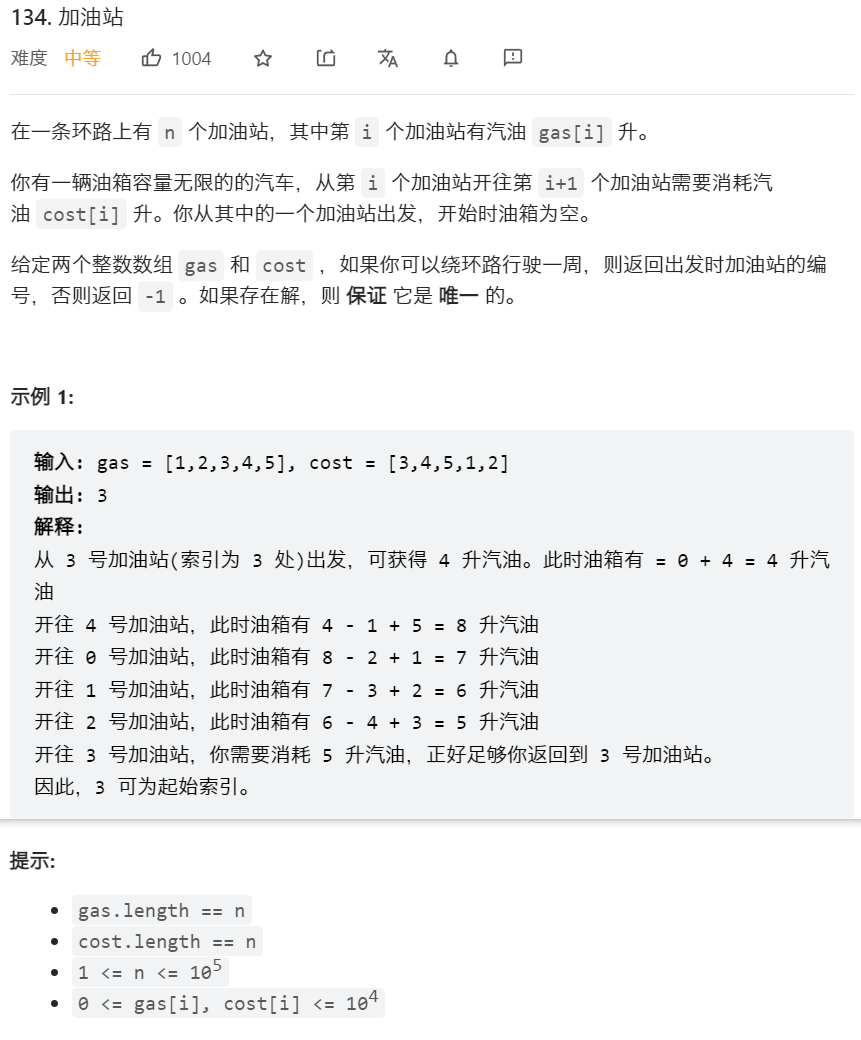 134. 加油站
难度 中等 1004
在一条环路上有 n 个加油站，其中第 i 个加油站有汽油 gas[i] 升。
你有一辆油箱容量无限的的汽车，从第 i 个加油站开往第 i+1 个加油站需要消耗汽
油 cost[i] 升。你从其中的一个加油站出发，开始时油箱为空。
给定两个整数数组 gas 和 cost ，如果你可以绕环路行驶一周，则返回出发时加油站的编
号，否则返回 -1 。如果存在解，则 保证 它是 唯一 的。
示例 1:
输入: gas = [1,2,3,4,5], cost = [3,4,5,1,2]
输出: 3
解释:
从 3 号加油站(索引为 3 处)出发，可获得 4 升汽油。此时油箱有 = 0 + 4 = 4 升汽
油
开往 4 号加油站，此时油箱有 4 - 1 + 5 = 8 升汽油
开往 0 号加油站，此时油箱有 8 - 2 + 1 = 7 升汽油
开往 1 号加油站，此时油箱有 7 - 3 + 2 = 6 升汽油
开往 2 号加油站，此时油箱有 6 - 4 + 3 = 5 升汽油
开往 3 号加油站，你需要消耗 5 升汽油，正好足够你返回到 3 号加油站。
因此，3 可为起始索引。
提示:
gas.length == n
cost.length == n
1 <= n <= 10⁵
0 <= gas[i], cost[i] <= 10⁴